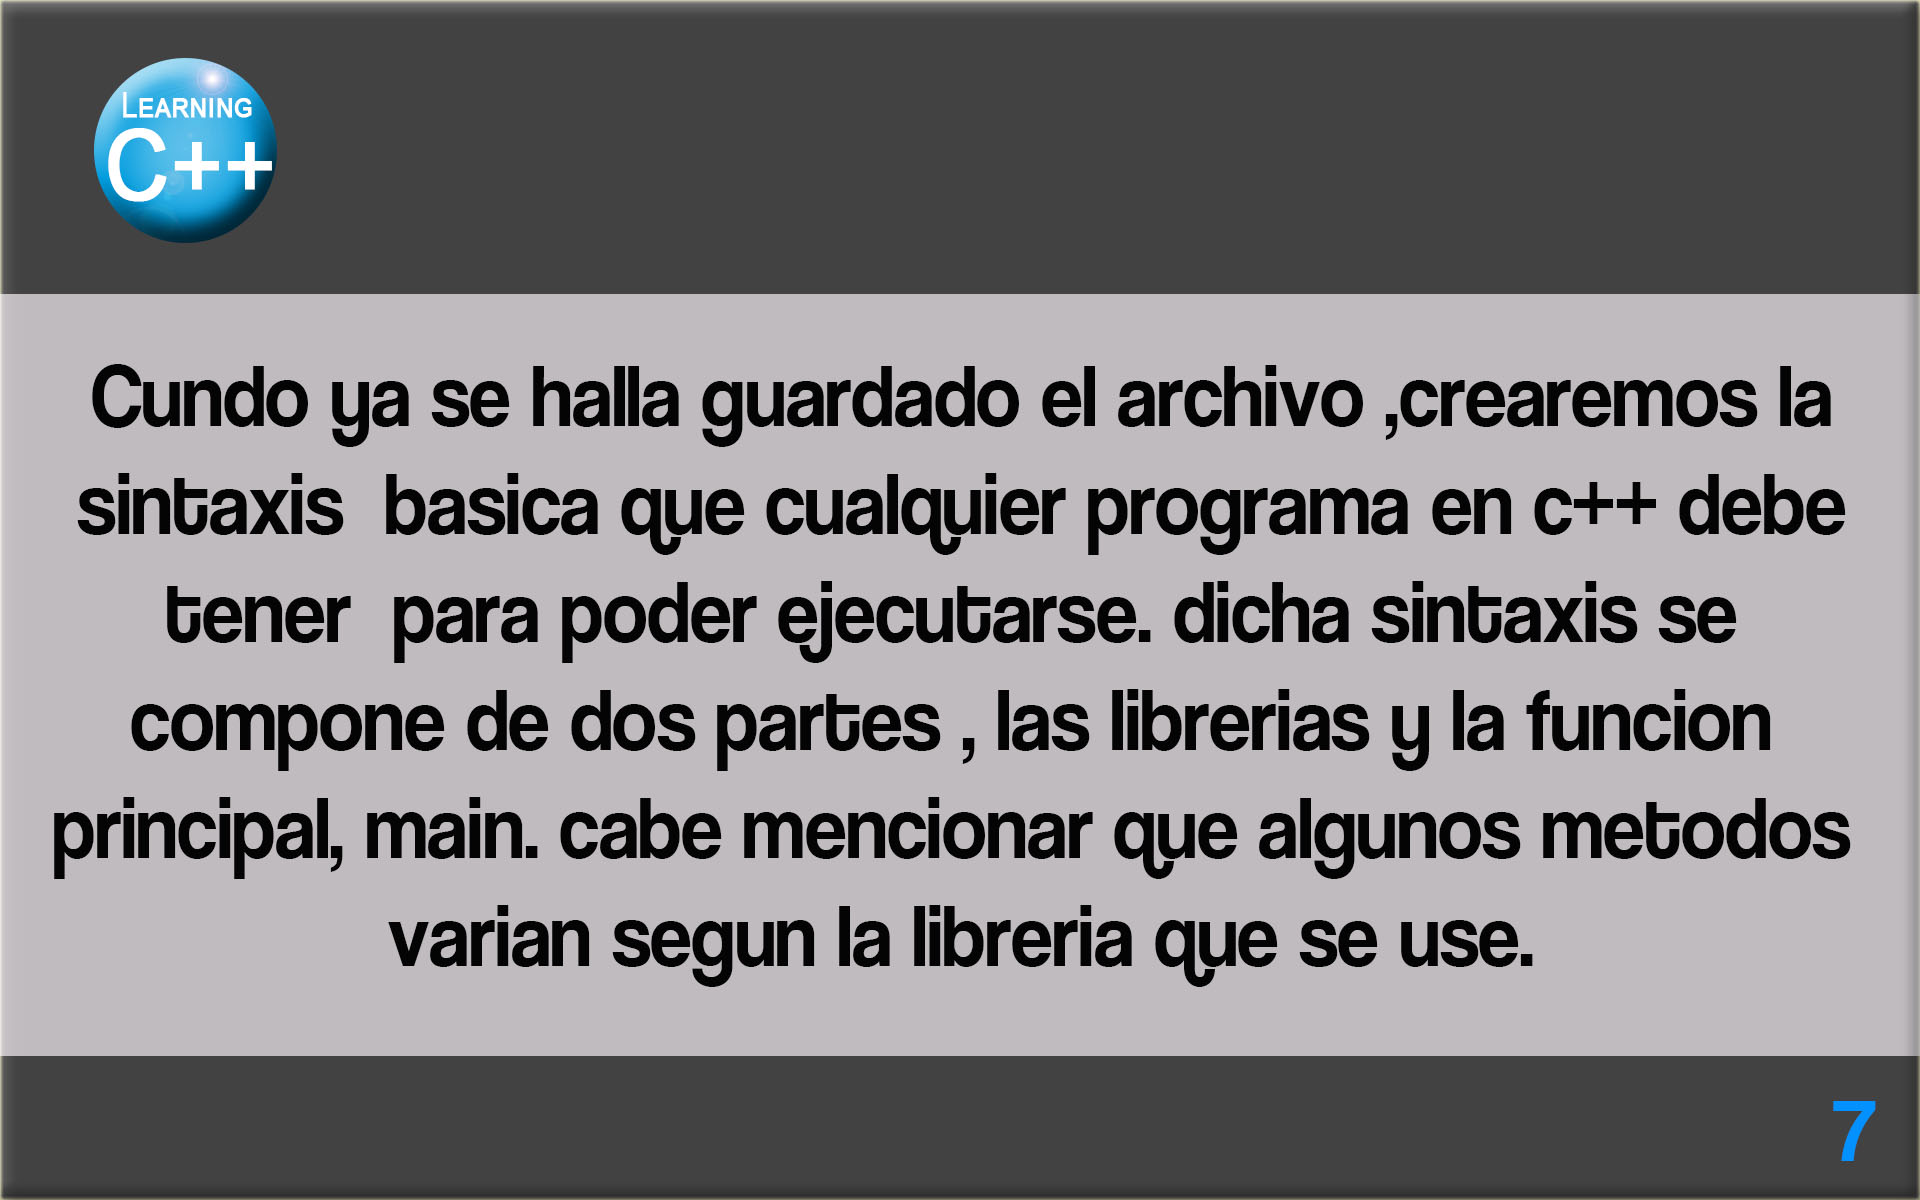 LEARNING
C++
Cundo ya se halla guardado el archivo ,crearemos la
sintaxis  basica que cualquier programa en c++ debe
tener  para poder ejecutarse. dicha sintaxis se
compone de dos partes , las librerias y la funcion
principal, main. cabe mencionar que algunos metodos
varian segun la libreria que se use.
7